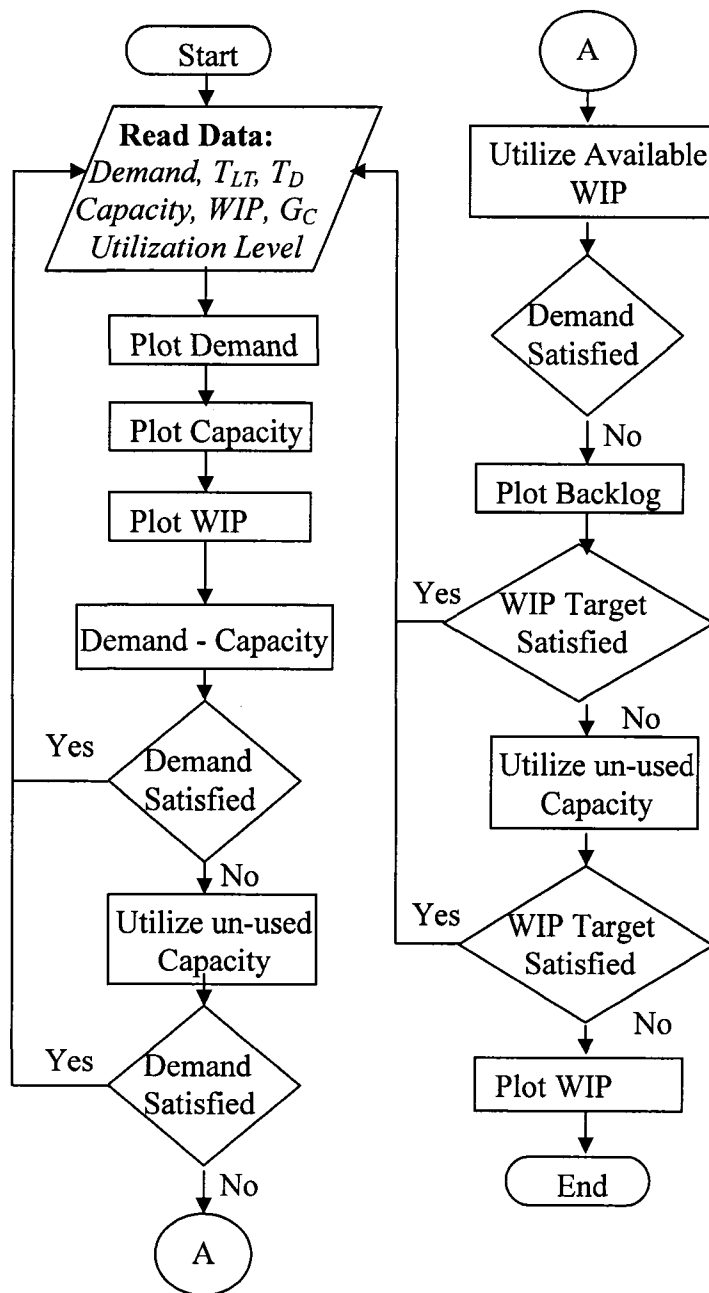 Start
Read Data:
Demand, T_LT, T_D
Capacity, WIP, G_C
Utilization Level
Plot Demand
Plot Capacity
Plot WIP
Demand - Capacity
Yes
Demand
Satisfied
No
Utilize un-used
Capacity
Yes
Demand
Satisfied
No
A
A
Utilize Available
WIP
Demand
Satisfied
No
Plot Backlog
Yes
WIP Target
Satisfied
No
Utilize un-used
Capacity
Yes
WIP Target
Satisfied
No
Plot WIP
End